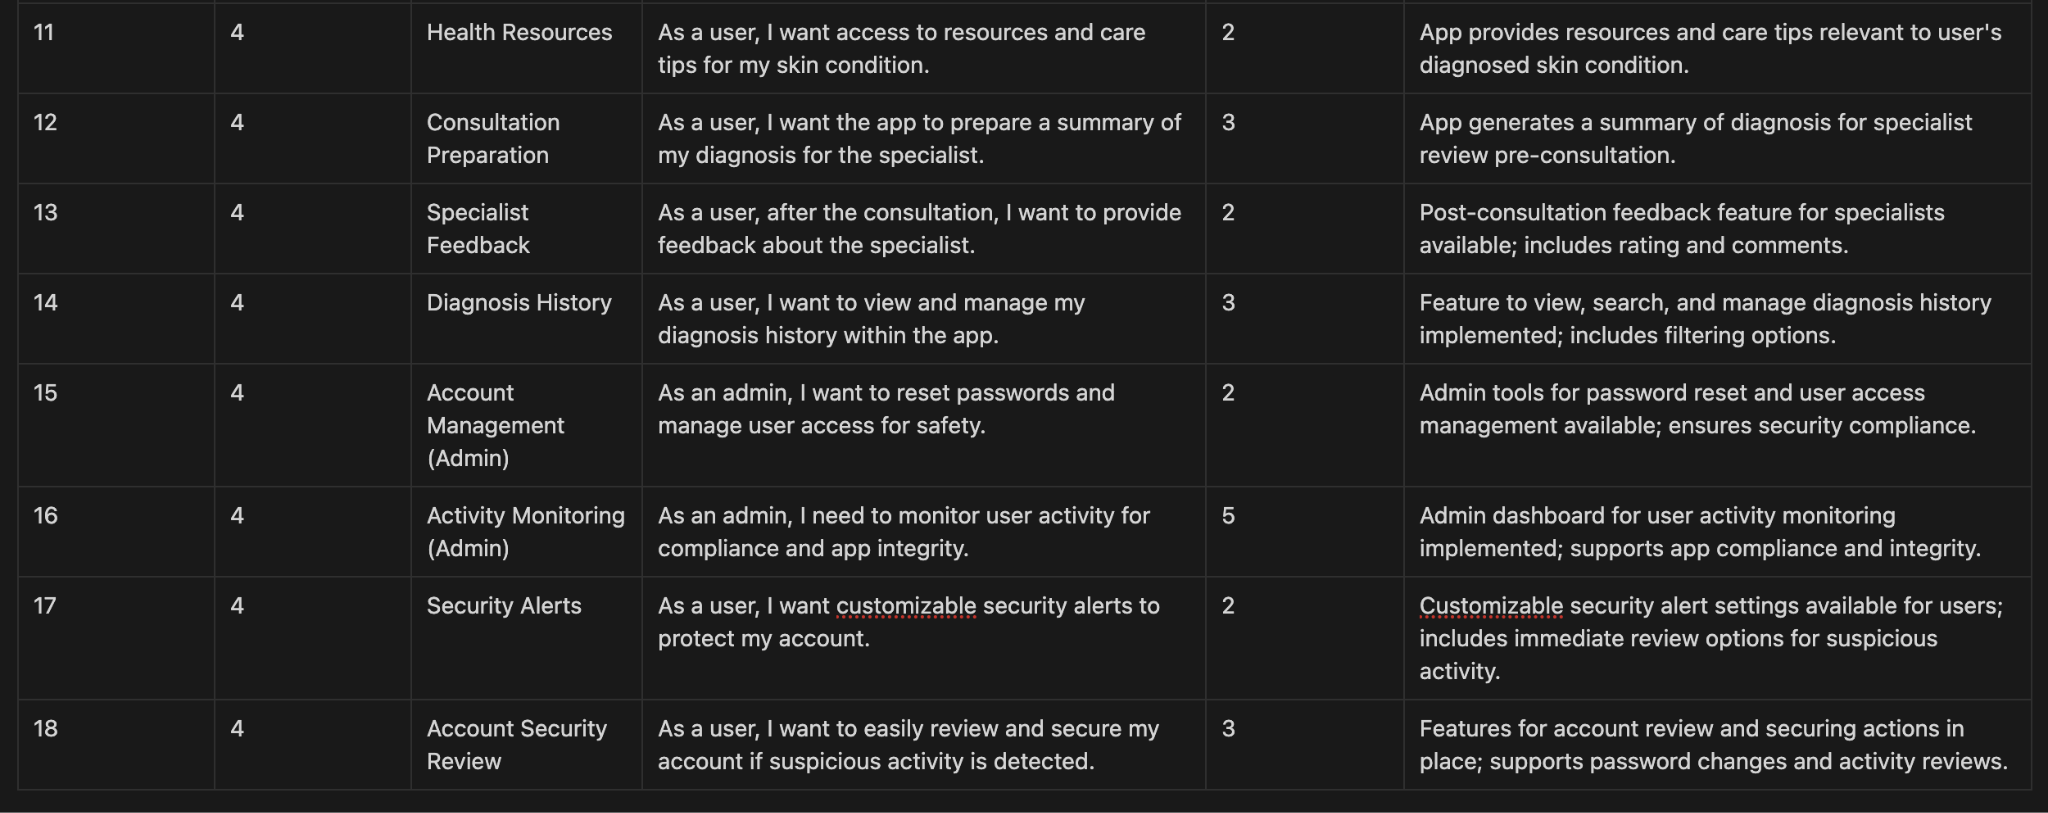 11
4
Health Resources
As a user, I want access to resources and care
tips for my skin condition.
2
App provides resources and care tips relevant to user's
diagnosed skin condition.
12
4
Consultation
Preparation
As a user, I want the app to prepare a summary of
my diagnosis for the specialist.
3
App generates a summary of diagnosis for specialist
review pre-consultation.
13
4
Specialist
Feedback
As a user, after the consultation, I want to provide
feedback about the specialist.
2
Post-consultation feedback feature for specialists
available; includes rating and comments.
14
4
Diagnosis History
As a user, I want to view and manage my
diagnosis history within the app.
3
Feature to view, search, and manage diagnosis history
implemented; includes filtering options.
15
4
Account
Management
(Admin)
As an admin, I want to reset passwords and
manage user access for safety.
2
Admin tools for password reset and user access
management available; ensures security compliance.
16
4
Activity Monitoring
(Admin)
As an admin, I need to monitor user activity for
compliance and app integrity.
5
Admin dashboard for user activity monitoring
implemented; supports app compliance and integrity.
17
4
Security Alerts
As a user, I want customizable security alerts to
protect my account.
2
Customizable security alert settings available for users;
includes immediate review options for suspicious
activity.
18
4
Account Security
Review
As a user, I want to easily review and secure my
account if suspicious activity is detected.
3
Features for account review and securing actions in
place; supports password changes and activity reviews.